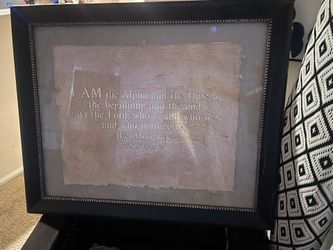 I AM the Alpha and the Omega,
the beginning and the end
says the Lord, who is and who was
and who is to come,
the Almighty